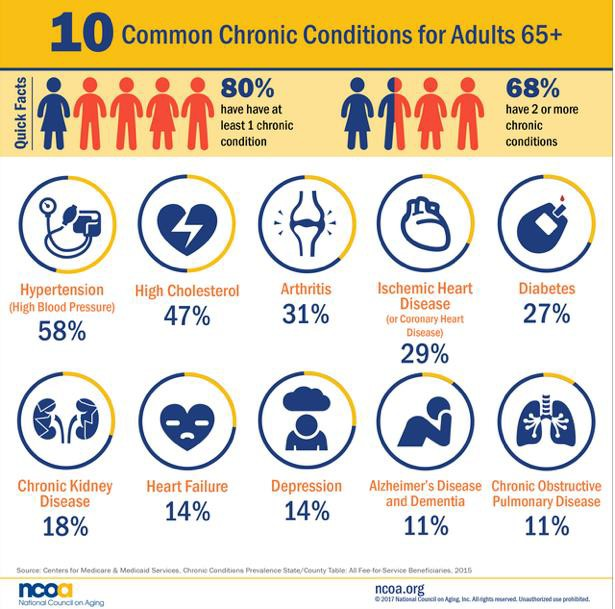 10 Common Chronic Conditions for Adults 65+
Quick Facts
80%
have have at
least 1 chronic
condition
68%
have 2 or more
chronic
conditions
Hypertension
(High Blood Pressure)
58%
High Cholesterol
47%
Arthritis
31%
Ischemic Heart
Disease
(or Coronary Heart
Disease)
29%
Diabetes
27%
Chronic Kidney
Disease
18%
Heart Failure
14%
Depression
14%
Alzheimer's Disease
and Dementia
11%
Chronic Obstructive
Pulmonary Disease
11%
Source: Centers for Medicare & Medicaid Services, Chronic Conditions Prevalence State/County Table: All Fee-for-Service Beneficiaries, 2015
ncoa
National Council on Aging
ncoa.org
© 2017 National Council on Aging, Inc. All rights reserved. Unauthorized use prohibited.